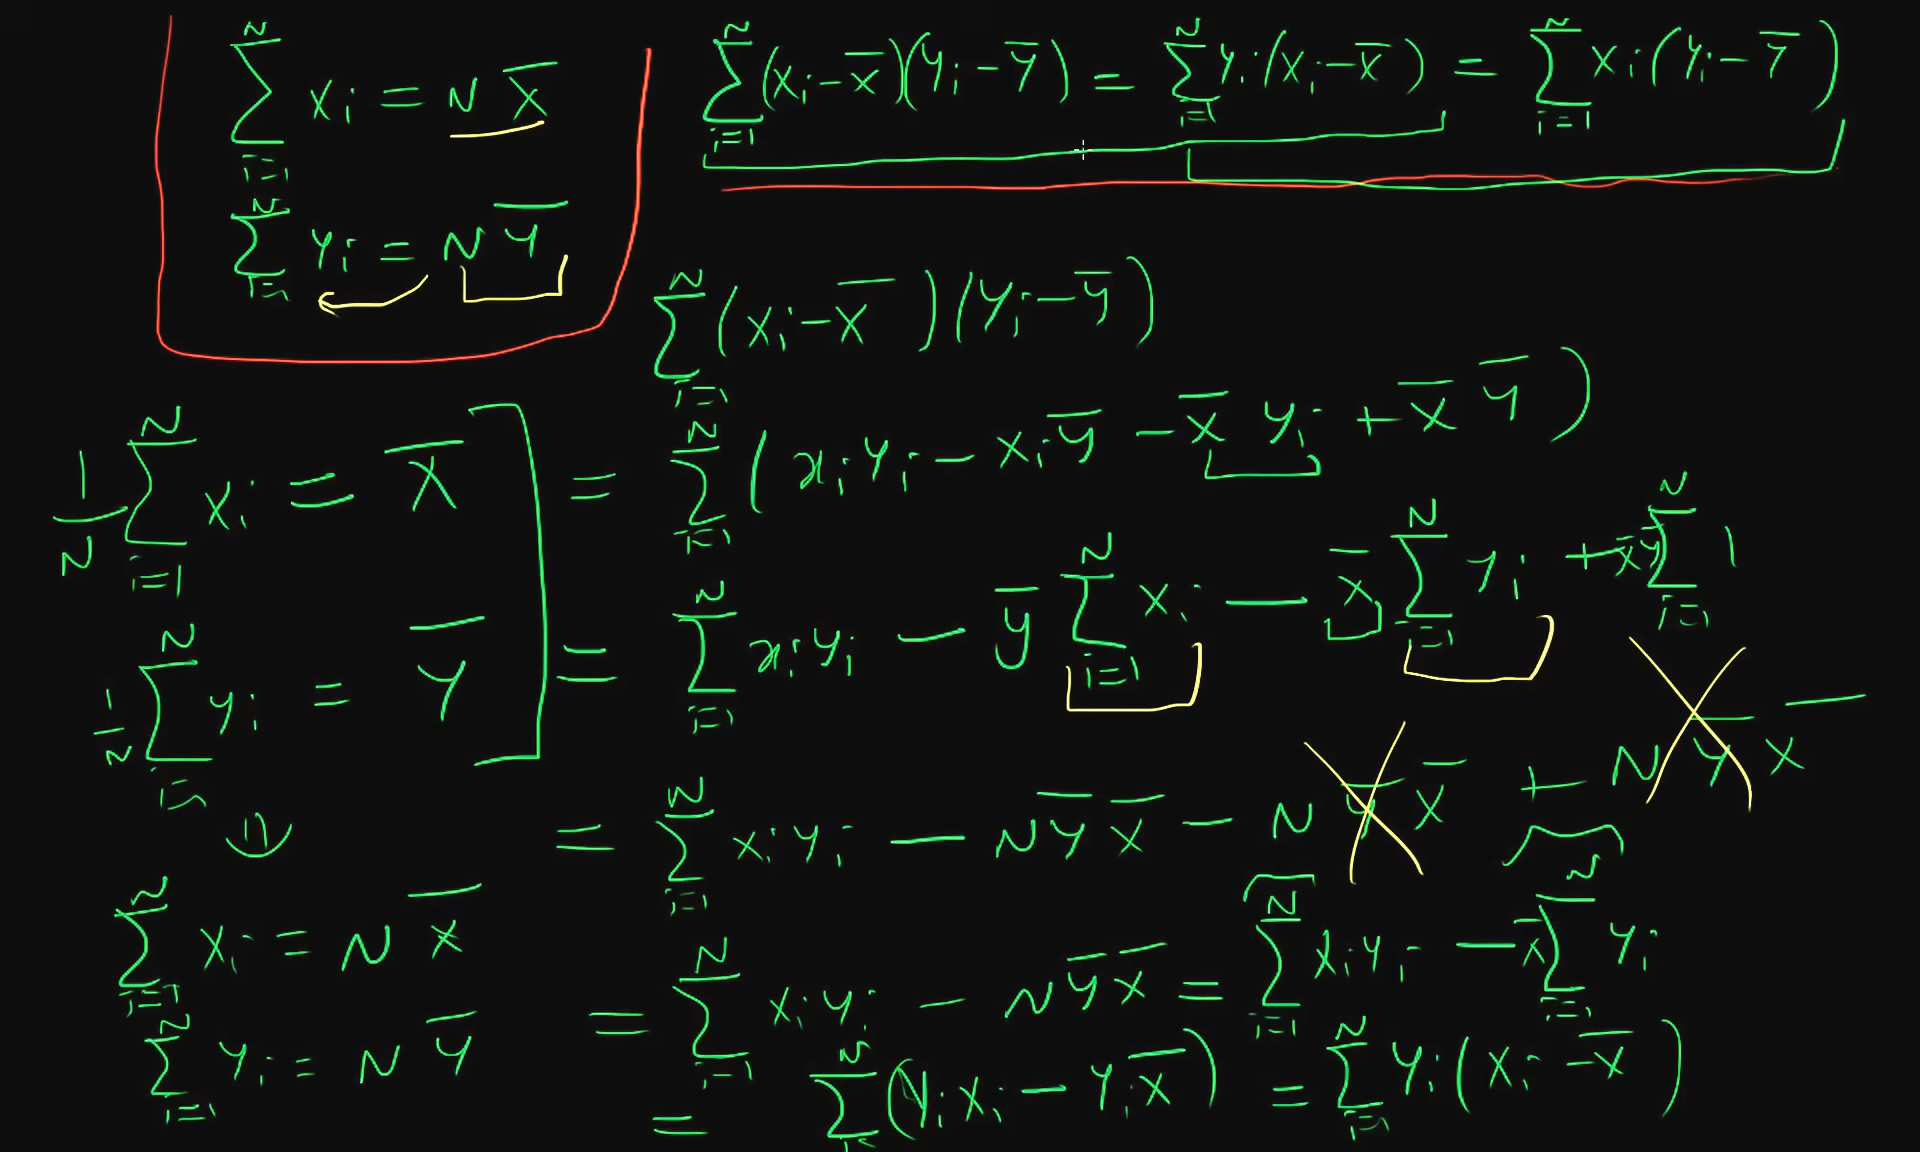 ∑_{i=1}^{N} x_i = N x̅
∑_{i=1}^{N} y_i = N y̅
∑_{i=1}^{N} (x_i - x̅)(y_i - y̅) = ∑_{i=1}^{N} y_i (x_i - x̅) = ∑_{i=1}^{N} x_i (y_i - y̅)
1/N ∑_{i=1}^{N} x_i = x̅
1/N ∑_{i=1}^{N} y_i = y̅
⇓
∑_{i=1}^{N} x_i = N x̅
∑_{i=1}^{N} y_i = N y̅
∑_{i=1}^{N} (x_i - x̅)(y_i - y̅)
= ∑_{i=1}^{N} (x_i y_i - x_i y̅ - x̅ y_i + x̅ y̅)
= ∑_{i=1}^{N} x_i y_i - y̅ ∑_{i=1}^{N} x_i - x̅ ∑_{i=1}^{N} y_i + x̅ y̅ ∑_{i=1}^{N} 1
= ∑_{i=1}^{N} x_i y_i - N y̅ x̅ - N y̅ x̅ + N y̅ x̅
= ∑_{i=1}^{N} x_i y_i - N y̅ x̅ = ∑_{i=1}^{N} x_i y_i - x̅ ∑_{i=1}^{N} y_i
= ∑_{i=1}^{N} (y_i x_i - y_i x̅) = ∑_{i=1}^{N} y_i (x_i - x̅)